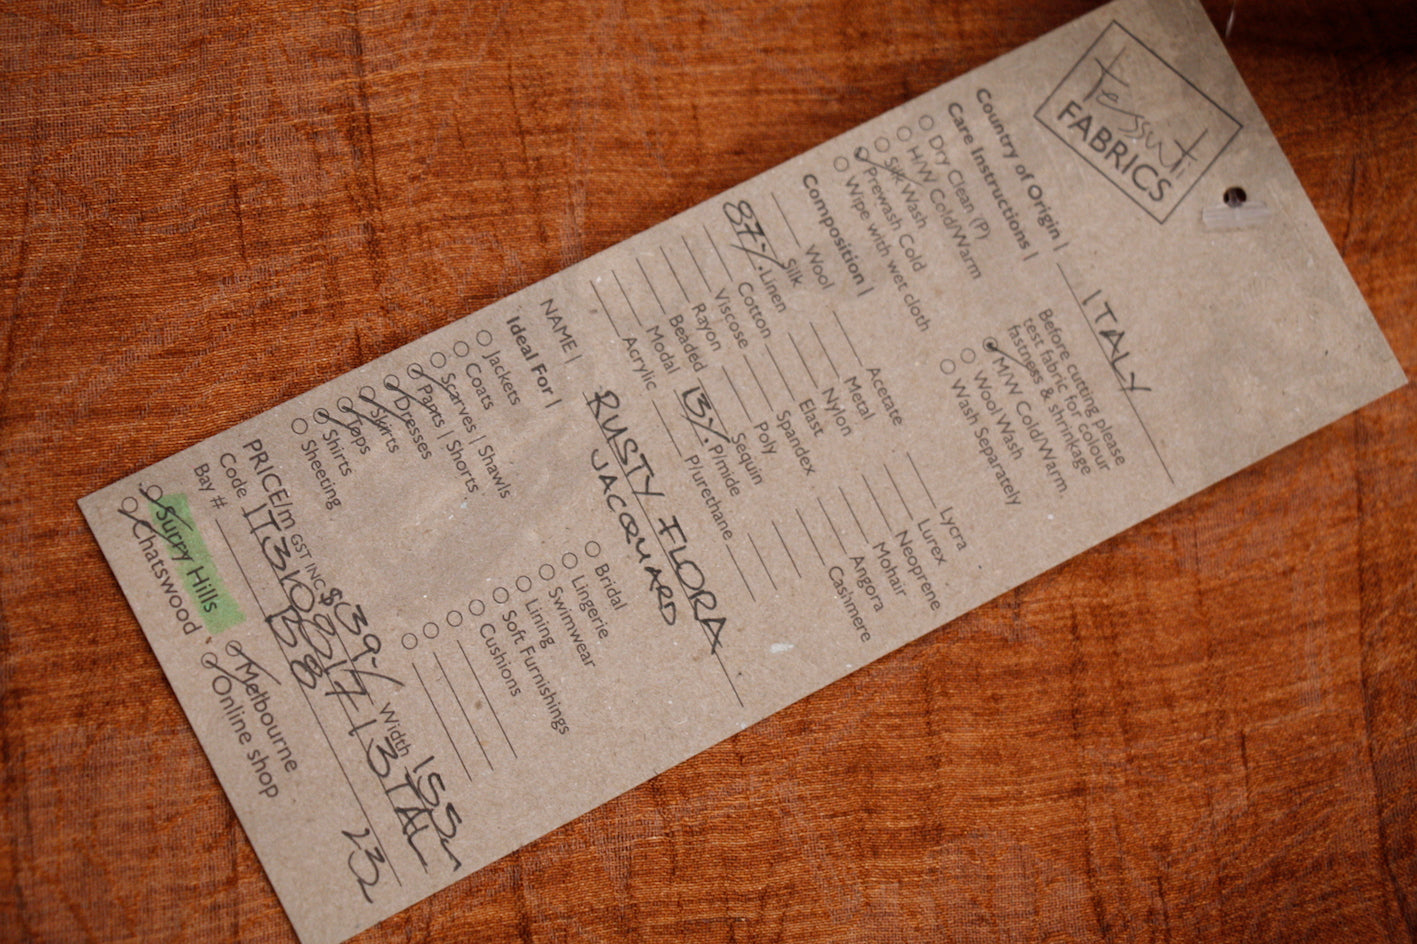 tessuti
FABRICS
Country of Origin | ITALY
Care Instructions |
Dry Clean (P)
H/W Cold/Warm
Silk Wash
Prewash Cold
Wipe with wet cloth
Before cutting please
test fabric for colour
fastness & shrinkage
M/W Cold/Warm.
Wool Wash
Wash Separately
Composition |
Wool
Silk
87% Linen
Cotton
Viscose
Rayon
Beaded
Modal
Acrylic
Acetate
Metal
Nylon
Elast
Spandex
Poly
Sequin
13% P/mide
P/urethane
Lycra
Lurex
Neoprene
Mohair
Angora
Cashmere
NAME | RUSTY FLORA
JACQUARD
Ideal For |
Jackets
Coats
Scarves | Shawls
Pants | Shorts
Dresses
Skirts
Tops
Shirts
Sheeting
Bridal
Lingerie
Swimwear
Lining
Soft Furnishings
Cushions
PRICE/m GST INC $39/ Width 155
Code
Bay # B8
Surry Hills
Chatswood
Melbourne
Online shop